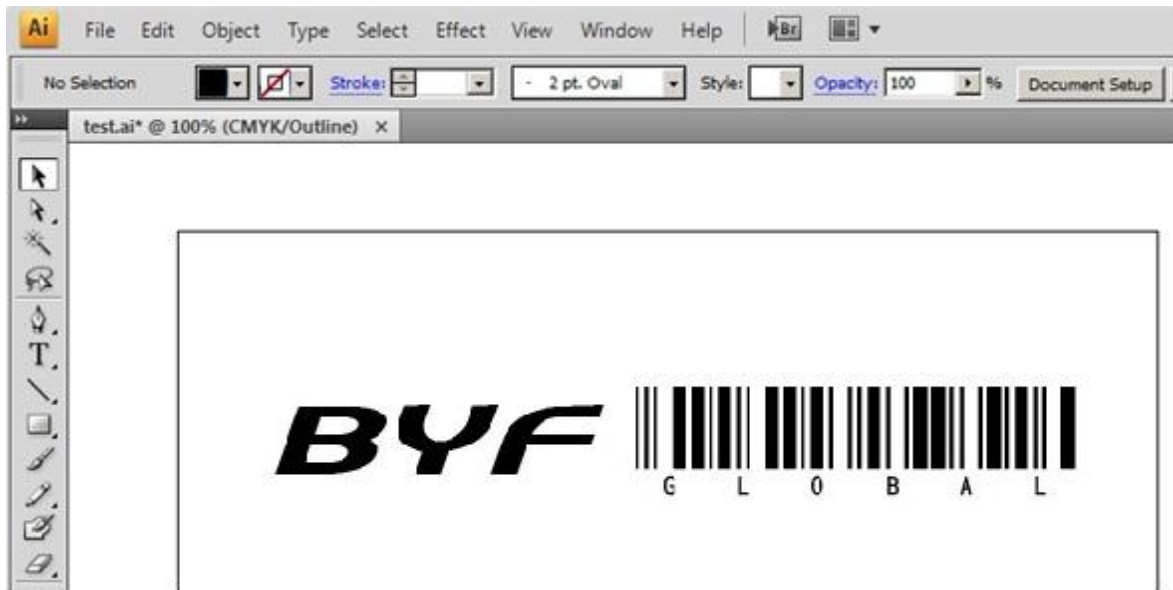 Ai File Edit Object Type Select Effect View Window Help Br
No Selection Stroke: - 2 pt. Oval Style: Opacity: 100 % Document Setup
test.ai* @ 100% (CMYK/Outline) ×
T
BYF
G L O B A L